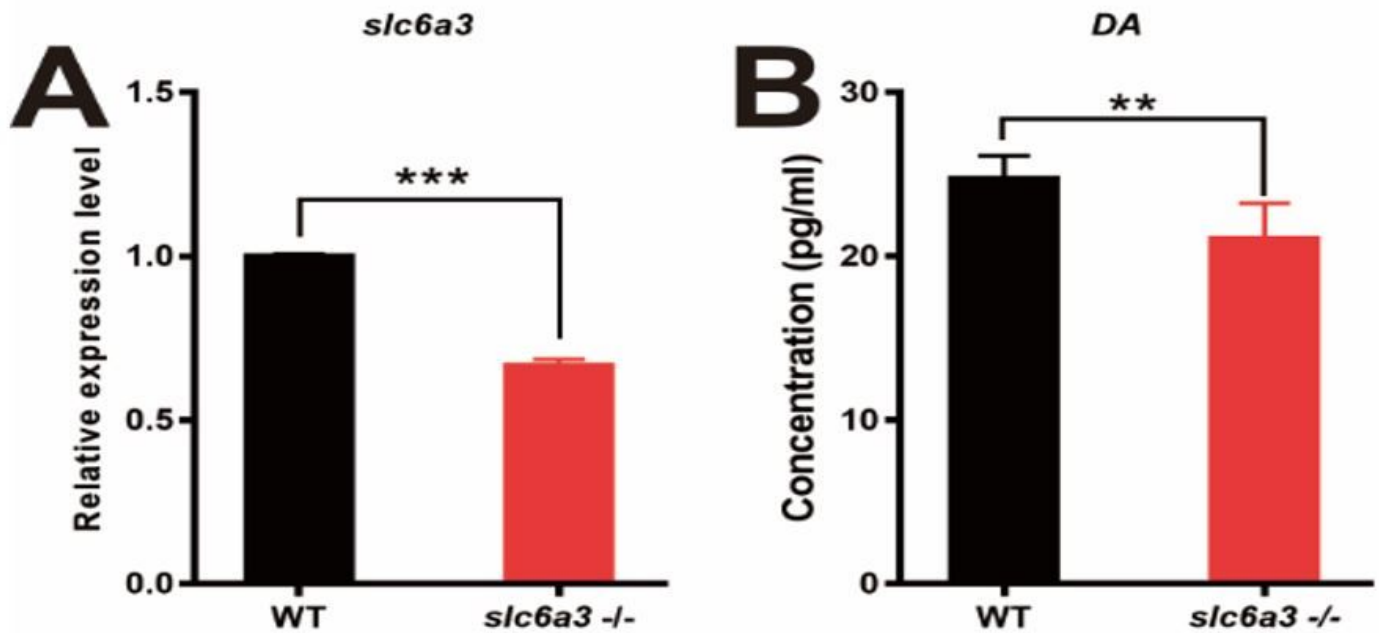 A
slc6a3
Relative expression level
1.5
1.0
0.5
0.0
***
WT
slc6a3 -/-
B
DA
Concentration (pg/ml)
30
20
10
0
**
WT
slc6a3 -/-